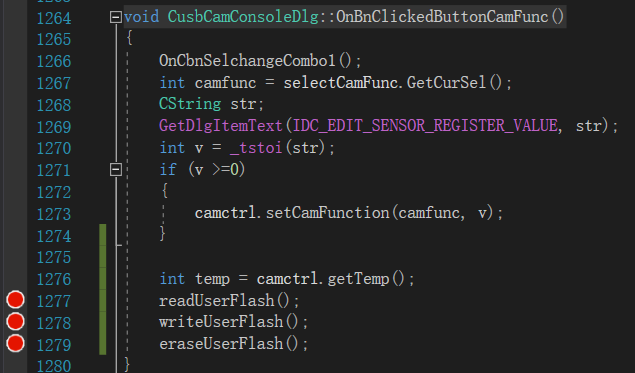 1264 void CusbCamConsoleDlg::OnBnClickedButtonCamFunc()
1265 {
1266 OnCbnSelchangeCombo1();
1267 int camfunc = selectCamFunc.GetCurSel();
1268 CString str;
1269 GetDlgItemText(IDC_EDIT_SENSOR_REGISTER_VALUE, str);
1270 int v = _tstoi(str);
1271 if (v >=0)
1272 {
1273 camctrl.setCamFunction(camfunc, v);
1274 }
1275
1276 int temp = camctrl.getTemp();
1277 readUserFlash();
1278 writeUserFlash();
1279 eraseUserFlash();
1280 }